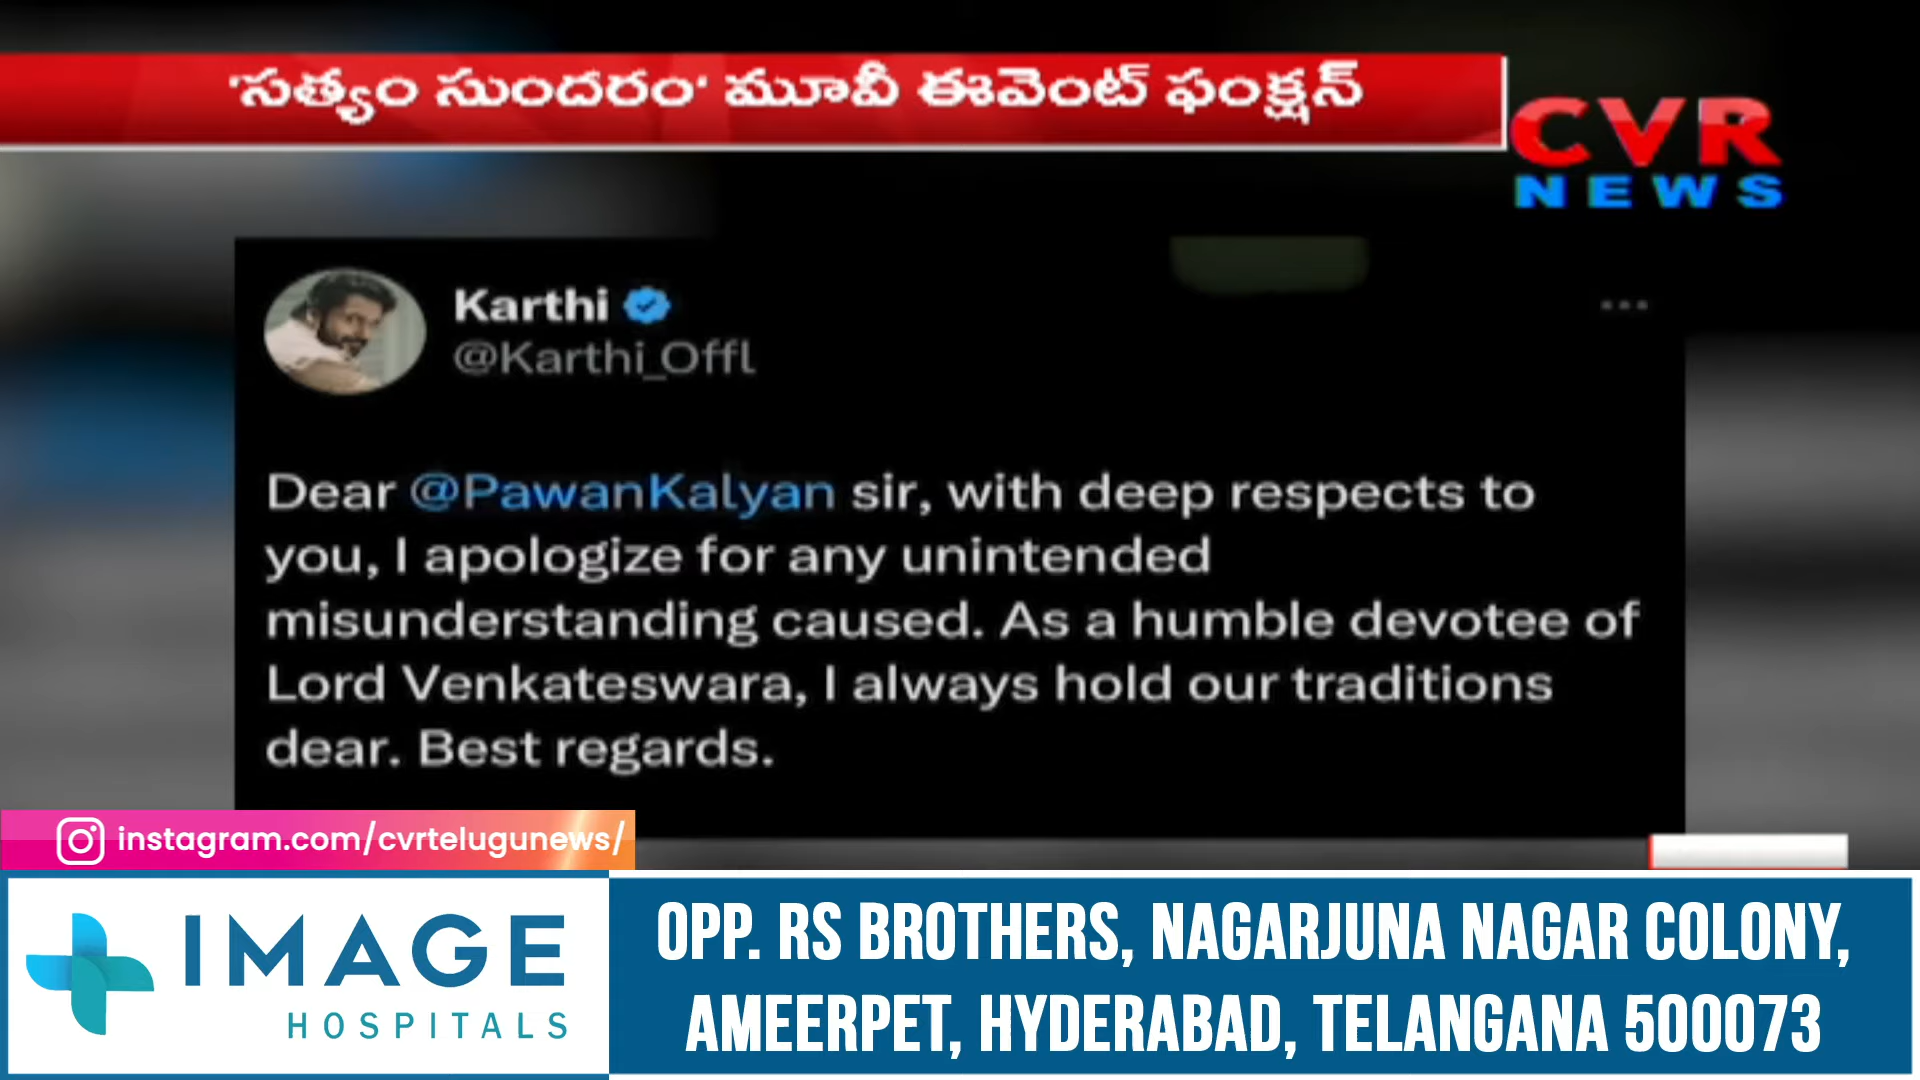 'సత్యం సుందరం' మూవీ ఈవెంట్ ఫంక్షన్
CVR
NEWS
Karthi
@Karthi_Offl
Dear @PawanKalyan sir, with deep respects to
you, I apologize for any unintended
misunderstanding caused. As a humble devotee of
Lord Venkateswara, I always hold our traditions
dear. Best regards.
instagram.com/cvrtelugunews/
IMAGE
HOSPITALS
OPP. RS BROTHERS, NAGARJUNA NAGAR COLONY,
AMEERPET, HYDERABAD, TELANGANA 500073